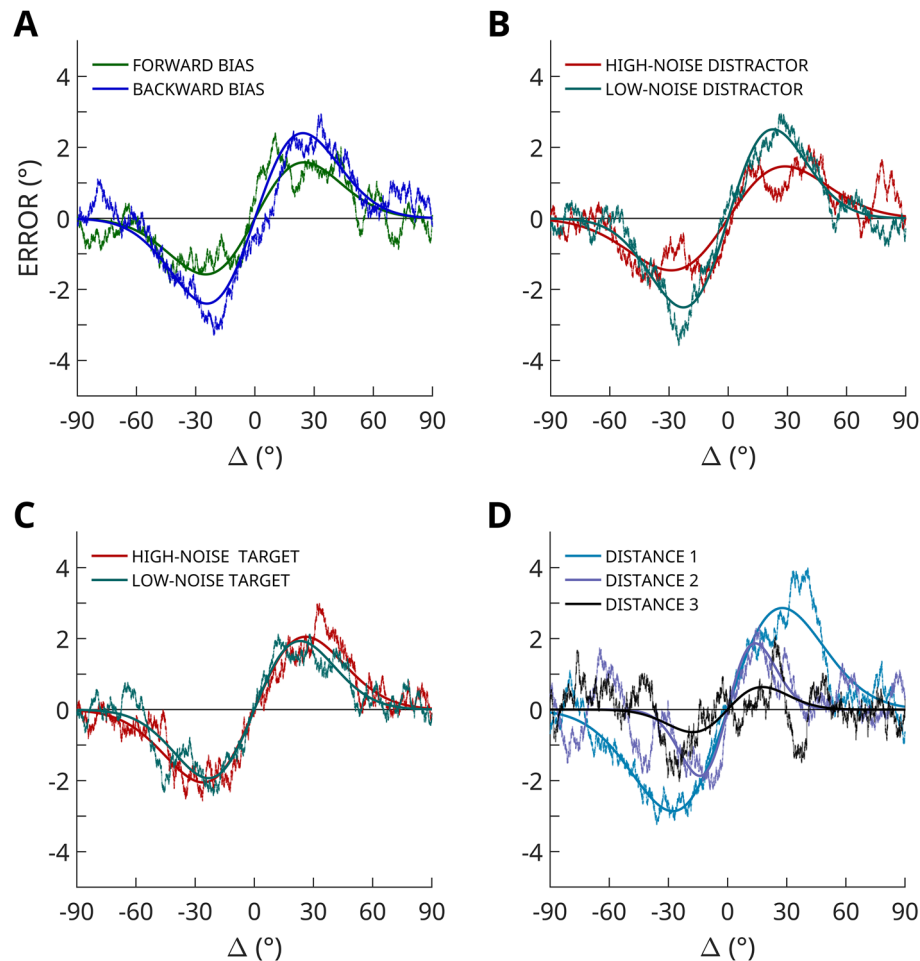 A
FORWARD BIAS
BACKWARD BIAS
4
2
0
-2
-4
ERROR (°)
-90 -60 -30 0 30 60 90
Δ (°)
B
HIGH-NOISE DISTRACTOR
LOW-NOISE DISTRACTOR
4
2
0
-2
-4
-90 -60 -30 0 30 60 90
Δ (°)
C
HIGH-NOISE TARGET
LOW-NOISE TARGET
4
2
0
-2
-4
-90 -60 -30 0 30 60 90
Δ (°)
D
DISTANCE 1
DISTANCE 2
DISTANCE 3
4
2
0
-2
-4
-90 -60 -30 0 30 60 90
Δ (°)